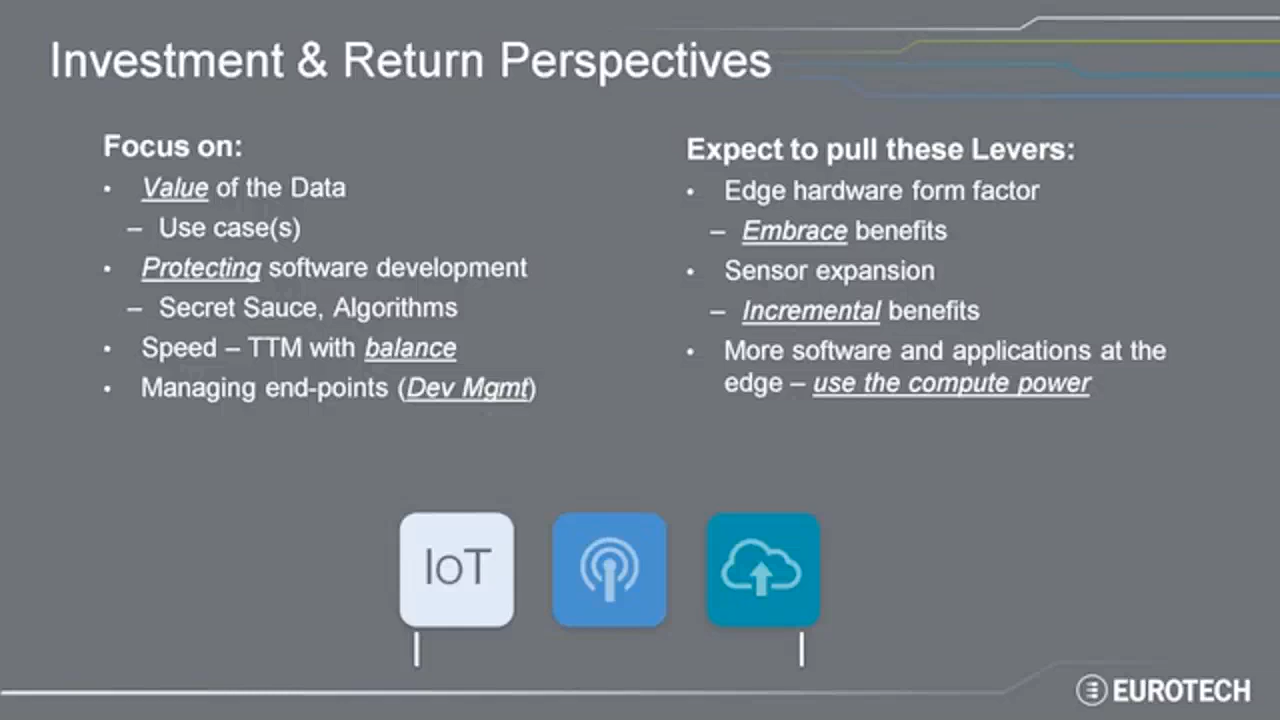 Investment & Return Perspectives
Focus on:
• Value of the Data
– Use case(s)
• Protecting software development
– Secret Sauce, Algorithms
• Speed – TTM with balance
• Managing end-points (Dev Mgmt)
Expect to pull these Levers:
• Edge hardware form factor
– Embrace benefits
• Sensor expansion
– Incremental benefits
• More software and applications at the
edge – use the compute power
IoT
EUROTECH